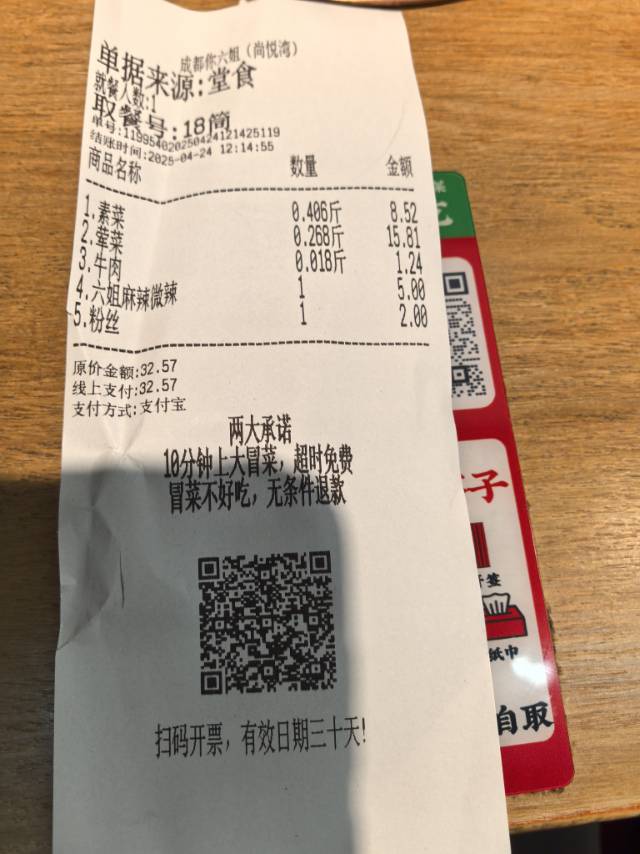 成都你六姐(尚悦湾)
单据来源:堂食
就餐人数:1
取餐号:18筒
单号:11995402025042412142​5119
结账时间:2025-04-24 12:14:55
商品名称 数量 金额
1.素菜 0.406斤 8.52
2.荤菜 0.268斤 15.81
3.牛肉 0.018斤 1.24
4.六姐麻辣微辣 1 5.00
5.粉丝 1 2.00
原价金额:32.57
线上支付:32.57
支付方式:支付宝
两大承诺
10分钟上大冒菜，超时免费
冒菜不好吃，无条件退款
扫码开票，有效日期三十天!
子
签
纸巾
自取